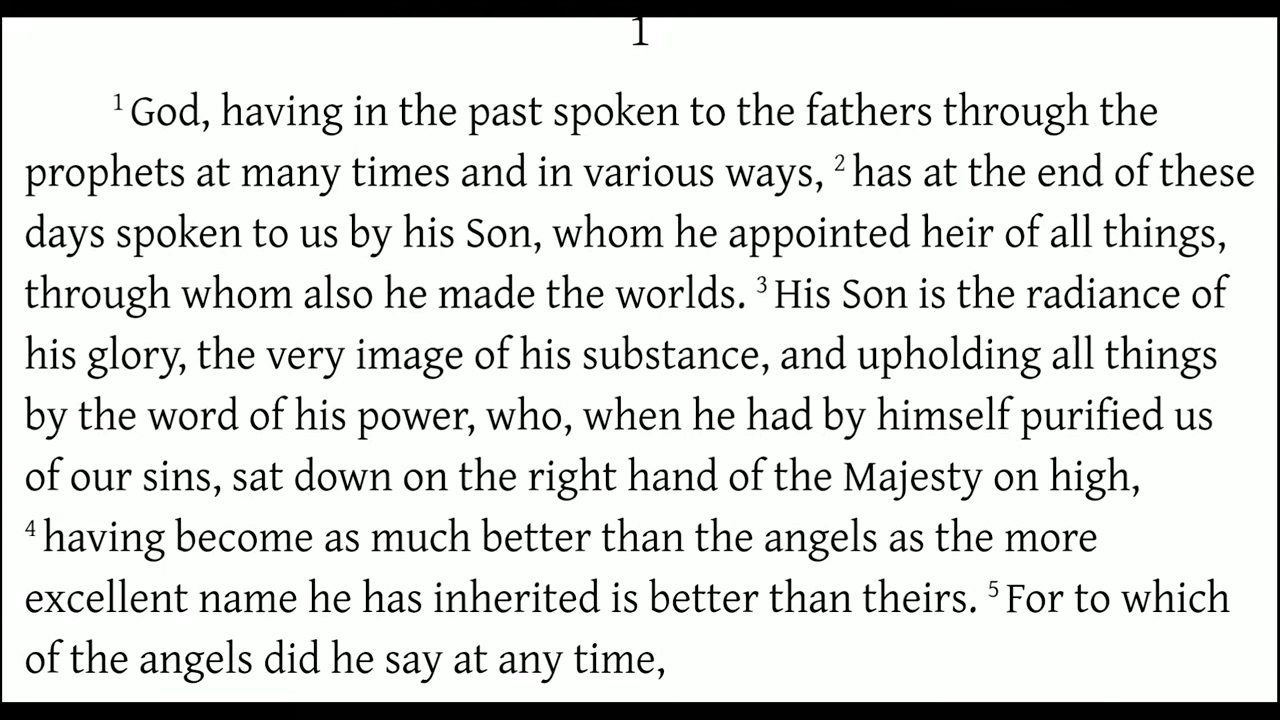 1
1 God, having in the past spoken to the fathers through the
prophets at many times and in various ways, 2 has at the end of these
days spoken to us by his Son, whom he appointed heir of all things,
through whom also he made the worlds. 3 His Son is the radiance of
his glory, the very image of his substance, and upholding all things
by the word of his power, who, when he had by himself purified us
of our sins, sat down on the right hand of the Majesty on high,
4 having become as much better than the angels as the more
excellent name he has inherited is better than theirs. 5 For to which
of the angels did he say at any time,